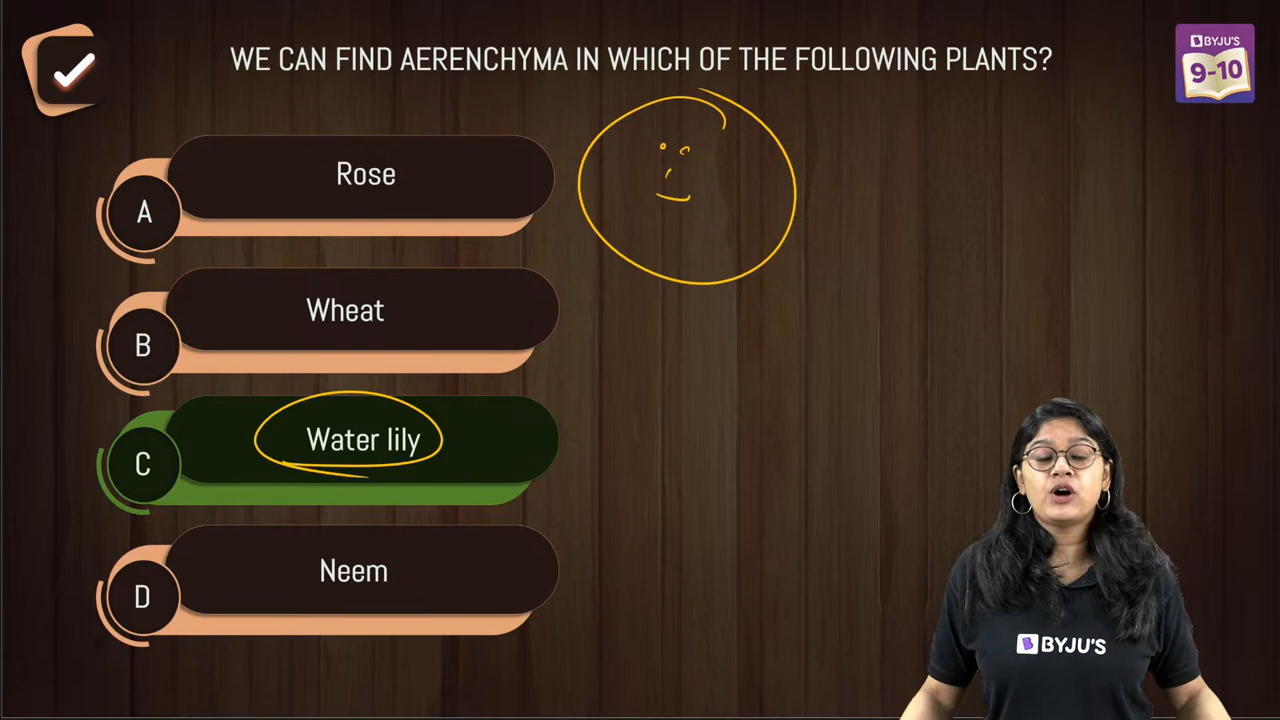 WE CAN FIND AERENCHYMA IN WHICH OF THE FOLLOWING PLANTS?
BYJU'S
9-10
A
Rose
B
Wheat
C
Water lily
D
Neem
BYJU'S